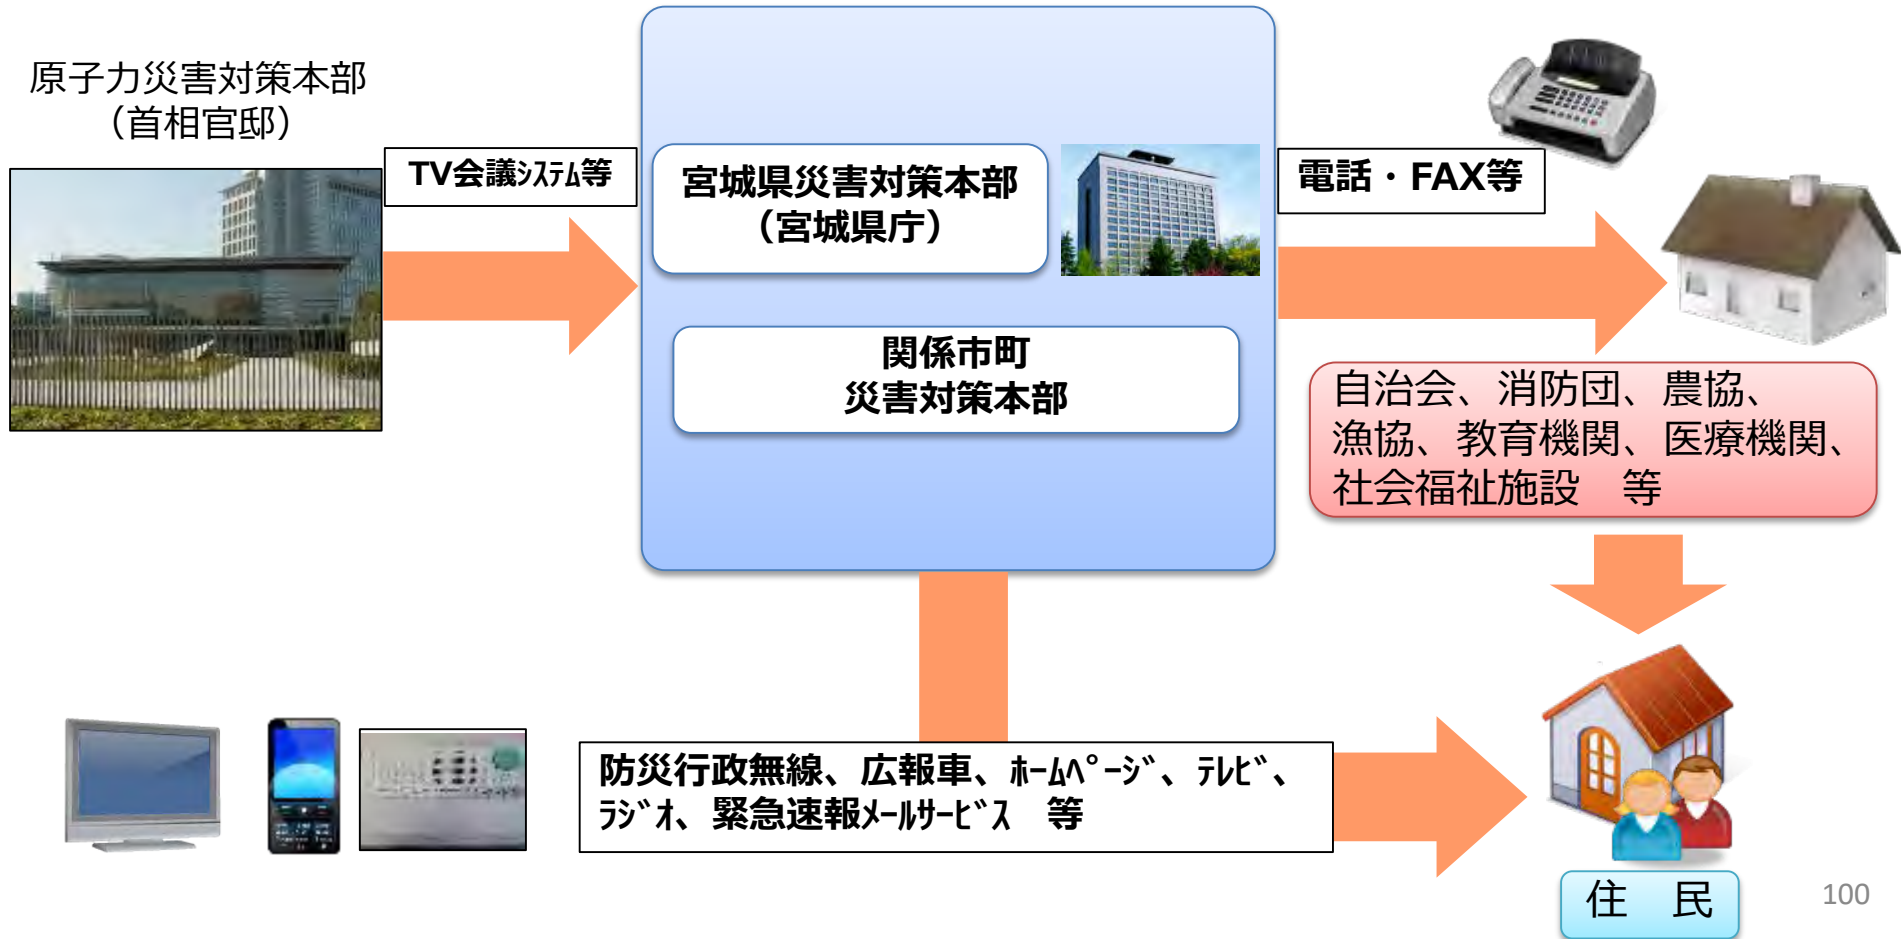 原子力災害対策本部
（首相官邸）
TV会議ｼｽﾃﾑ等
宮城県災害対策本部
（宮城県庁）
電話・FAX等
関係市町
災害対策本部
自治会、消防団、農協、
漁協、教育機関、医療機関、
社会福祉施設　等
防災行政無線、広報車、ﾎｰﾑﾍﾟｰｼﾞ、ﾃﾚﾋﾞ、
ﾗｼﾞｵ、緊急速報ﾒｰﾙｻｰﾋﾞｽ　等
住　民
100